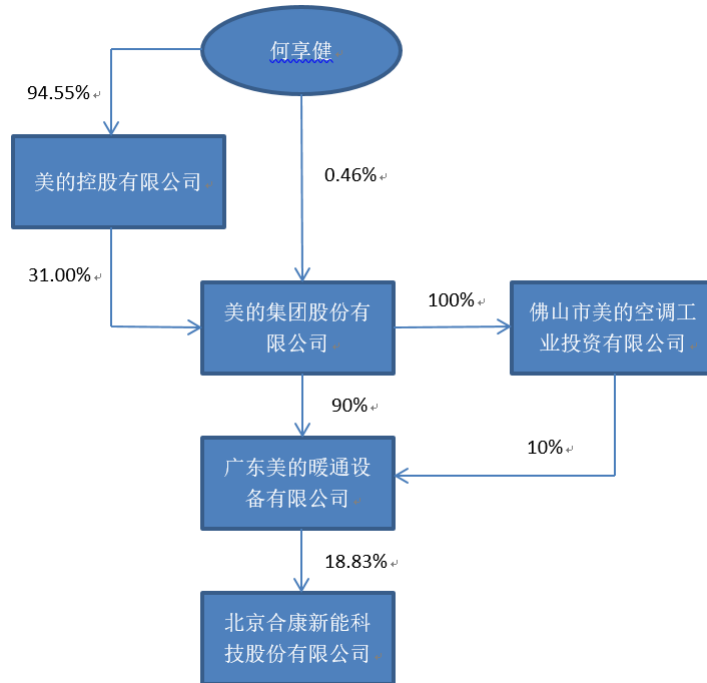 何享健
94.55%
美的控股有限公司
0.46%
31.00%
美的集团股份有
限公司
100%
佛山市美的空调工
业投资有限公司
90%
10%
广东美的暖通设
备有限公司
18.83%
北京合康新能科
技股份有限公司